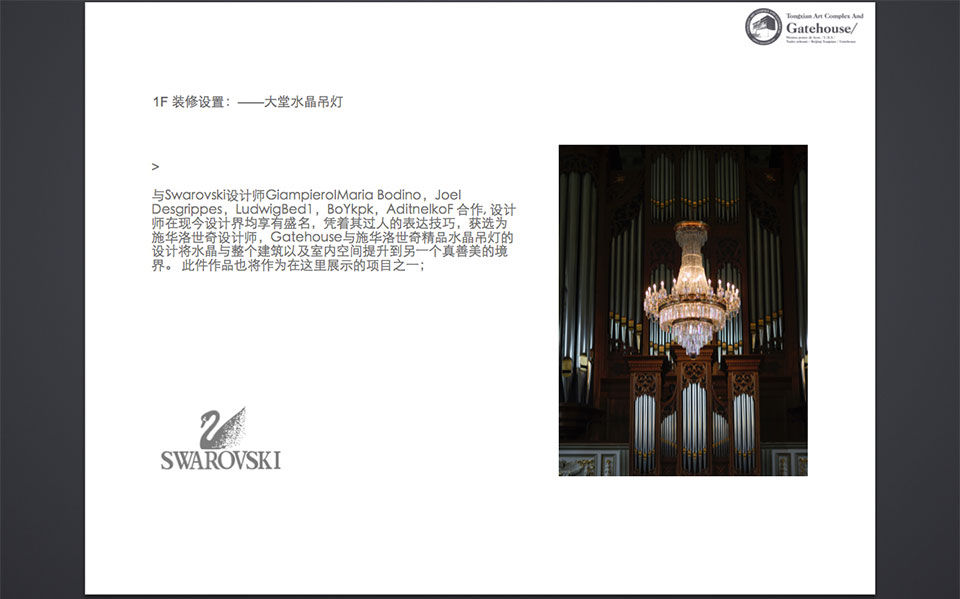 Tongxian Art Complex And
Gatehouse/
1F 装修设置：——大堂水晶吊灯
>
与Swarovski设计师GiampierolMaria Bodino，Joel
Desgrippes，LudwigBed1，BoYkpk，AditnelkoF 合作, 设计
师在现今设计界均享有盛名，凭着其过人的表达技巧，获选为
施华洛世奇设计师，Gatehouse与施华洛世奇精品水晶吊灯的
设计将水晶与整个建筑以及室内空间提升到另一个真善美的境
界。 此件作品也将作为在这里展示的项目之一；
SWAROVSKI